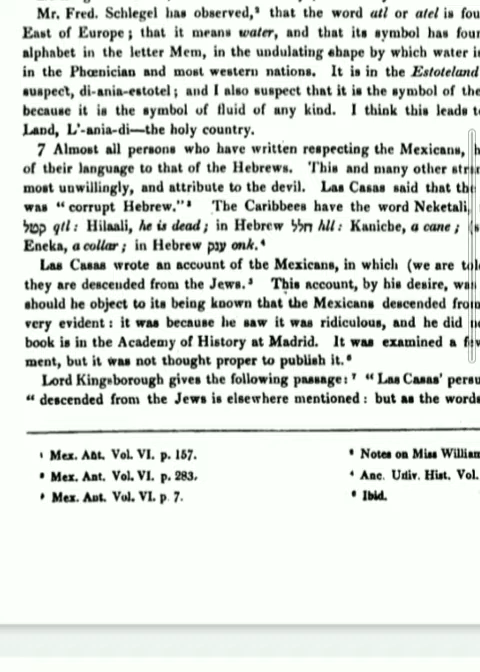 Mr. Fred. Schlegel has observed,² that the word atl or atel is fou
East of Europe; that it means water, and that its symbol has four
alphabet in the letter Mem, in the undulating shape by which water i
in the Phœnician and most western nations. It is in the Estoteland
suspect, di-ania-estotel; and I also suspect that it is the symbol of the
because it is the symbol of fluid of any kind. I think this leads t
Land, L'-ania-di—the holy country.
7 Almost all persons who have written respecting the Mexicans, h
of their language to that of the Hebrews. This and many other
most unwillingly, and attribute to the devil. Las Casas said that the
was “corrupt Hebrew.”³ The Caribbees have the word Neketali,
קטל qtl: Hilaali, he is dead; in Hebrew חלל hll: Kaniche, a cane;
Eneka, a collar; in Hebrew ענק onk.⁴
Las Casas wrote an account of the Mexicans, in which (we are tol
they are descended from the Jews.⁵ This account, by his desire, was
should he object to its being known that the Mexicans descended from
very evident: it was because he saw it was ridiculous, and he did
book is in the Academy of History at Madrid. It was examined a few
ment, but it was not thought proper to publish it.⁶
Lord Kingsborough gives the following passage:⁷ “Las Casas' persu
“descended from the Jews is elsewhere mentioned: but as the words
¹ Mex. Ant. Vol. VI. p. 157. ² Notes on Miss William
³ Mex. Ant. Vol. VI. p. 283. ⁴ Anc. Univ. Hist. Vol.
⁵ Mex. Ant. Vol. VI. p. 7. ⁶ Ibid.